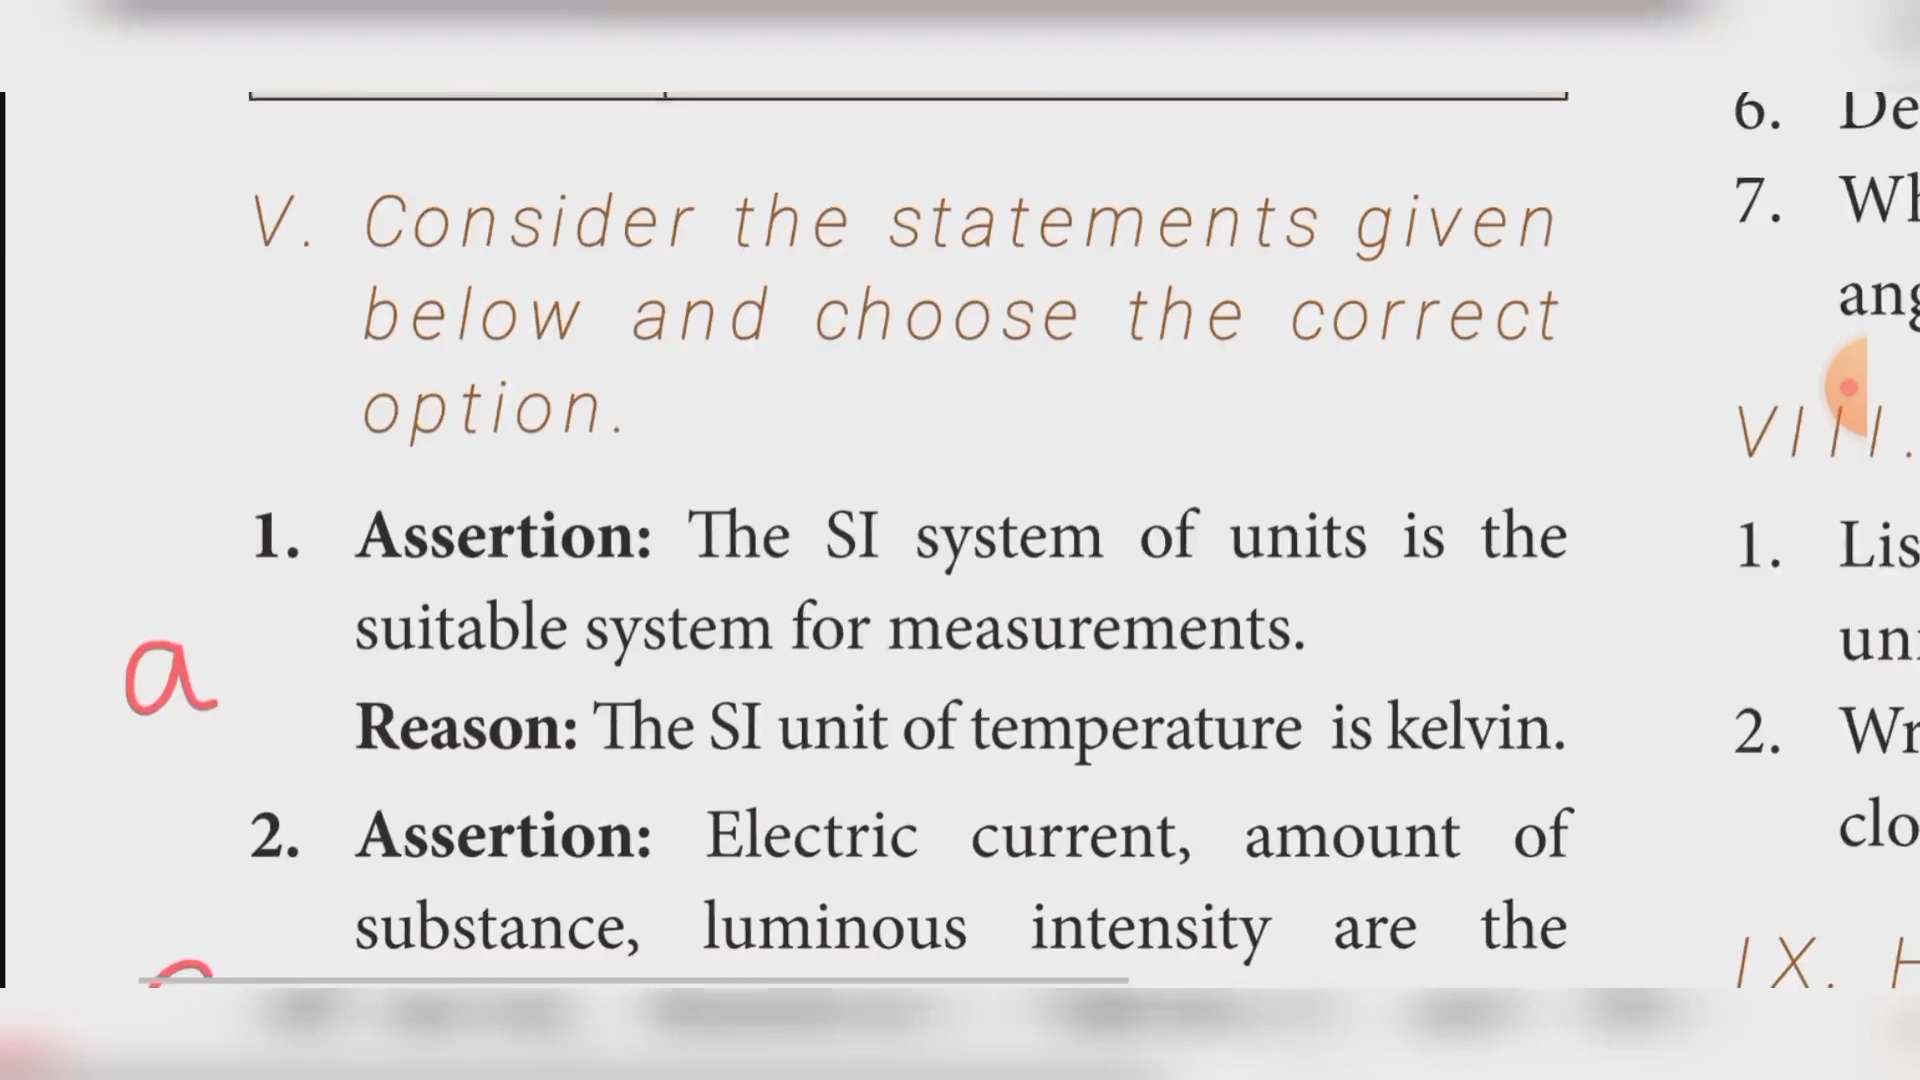 V. Consider the statements given
below and choose the correct
option.
1. Assertion: The SI system of units is the
suitable system for measurements.
a
Reason: The SI unit of temperature is kelvin.
2. Assertion: Electric current, amount of
substance, luminous intensity are the
6. De
7. Wh
ang
VIII.
1. Lis
uni
2. Wr
clo
IX. H